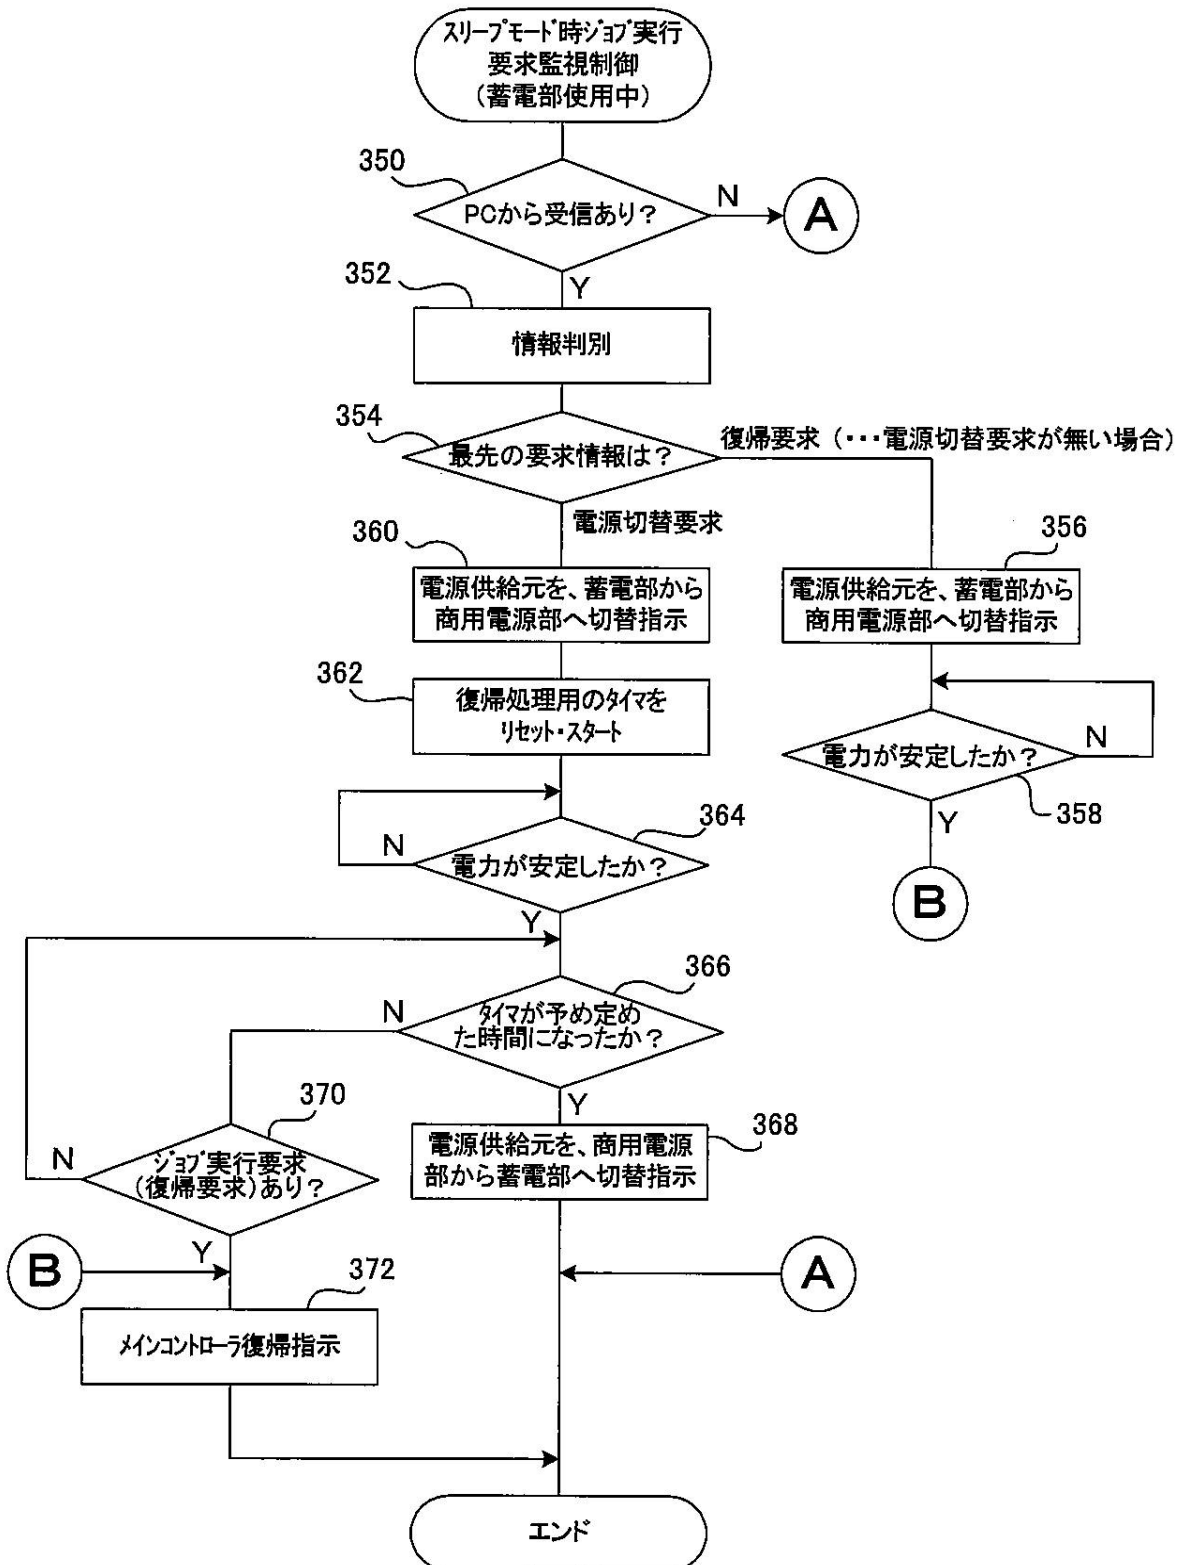 スリープモード時ジョブ実行
要求監視制御
(蓄電部使用中)
350
PCから受信あり?
N
A
Y
352
情報判別
354
最先の要求情報は?
復帰要求(・・・電源切替要求が無い場合)
電源切替要求
360
電源供給元を、蓄電部から
商用電源部へ切替指示
356
電源供給元を、蓄電部から
商用電源部へ切替指示
362
復帰処理用のタイマを
リセット・スタート
電力が安定したか?
N
358
Y
B
364
電力が安定したか?
N
Y
366
タイマが予め定め
た時間になったか?
N
Y
370
ジョブ実行要求
(復帰要求)あり?
N
Y
368
電源供給元を、商用電源
部から蓄電部へ切替指示
B
A
372
メインコントローラ復帰指示
エンド